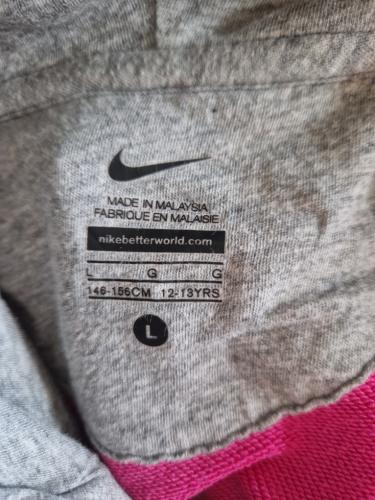 MADE IN MALAYSIA
FABRIQUE EN MALAISIE
nikebetterworld.com
L G G
146-156CM 12-13YRS
L